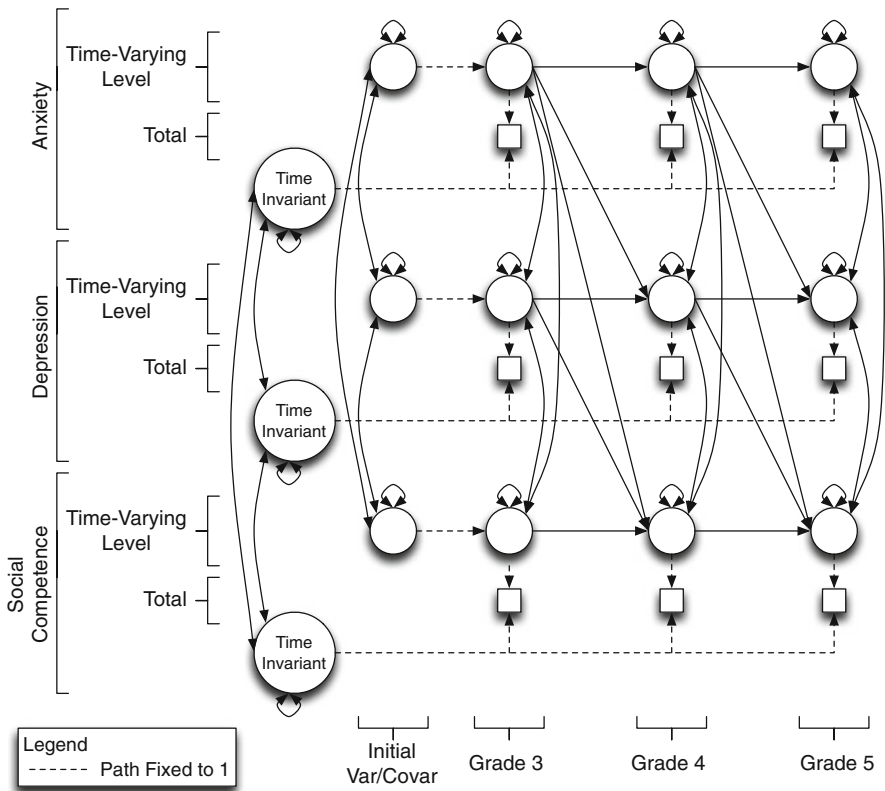 Anxiety
Time-Varying
Level
Total
Time
Invariant
Depression
Time-Varying
Level
Total
Time
Invariant
Social
Competence
Time-Varying
Level
Total
Time
Invariant
Legend
Path Fixed to 1
Initial
Var/Covar
Grade 3
Grade 4
Grade 5